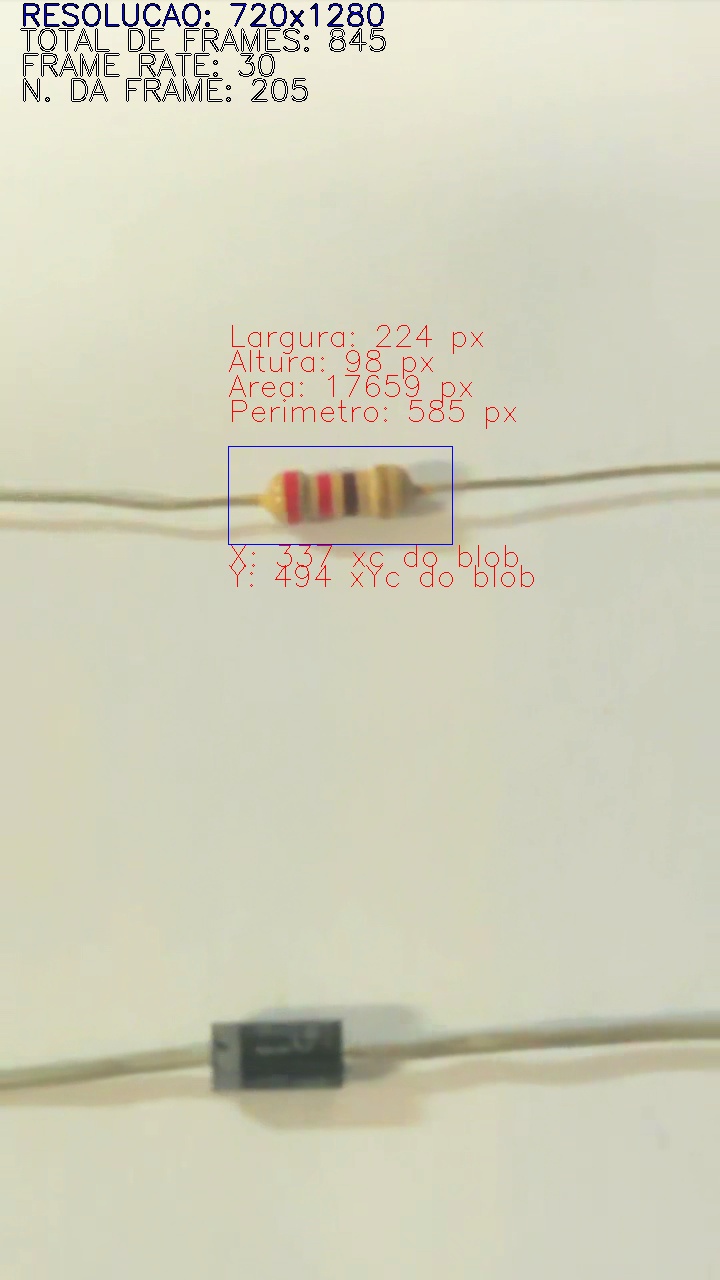 RESOLUCAO: 720x1280
TOTAL DE FRAMES: 845
FRAME RATE: 30
N. DA FRAME: 205
Largura: 224 px
Altura: 98 px
Area: 17659 px
Perimetro: 585 px
X: 337 xc do blob
Y: 494 xYc do blob